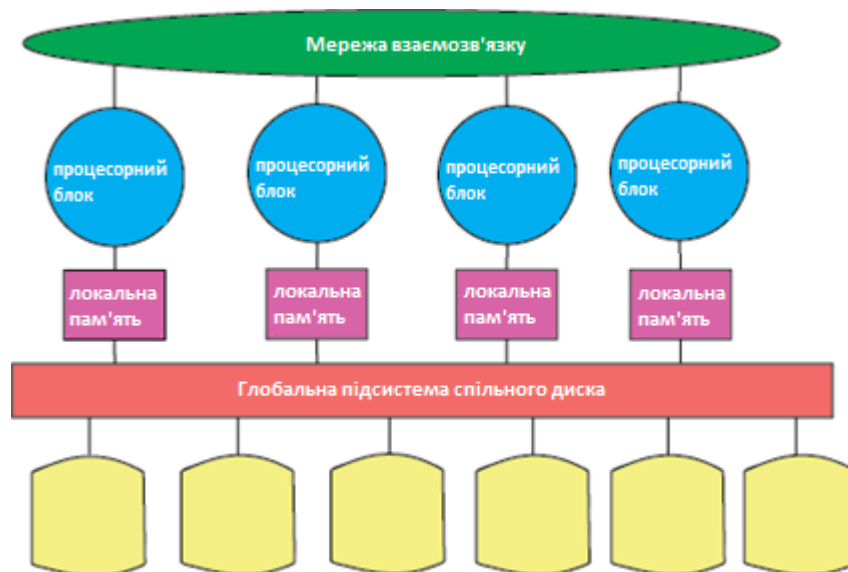 Мережа взаємозв'язку
процесорний
блок
процесорний
блок
процесорний
блок
процесорний
блок
локальна
пам'ять
локальна
пам'ять
локальна
пам'ять
локальна
пам'ять
Глобальна підсистема спільного диска